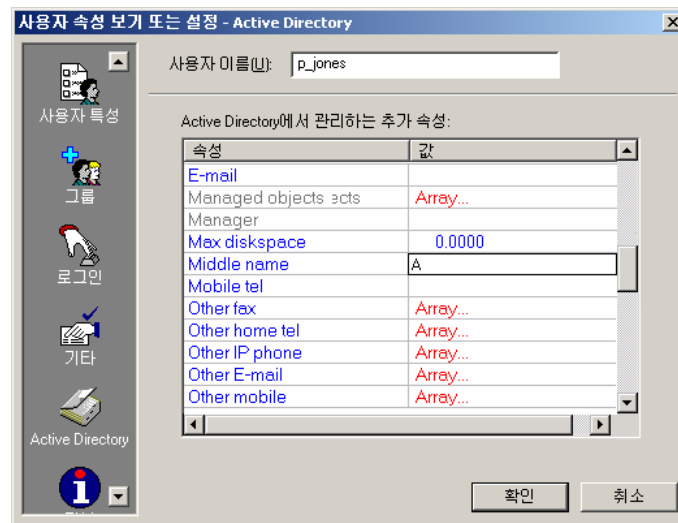 사용자 속성 보기 또는 설정 - Active Directory
사용자 이름(U): p_jones
사용자 특성
그룹
로그인
기타
Active Directory
Active Directory에서 관리하는 추가 속성:
속성 값
E-mail
Managed objects ects Array...
Manager
Max diskspace 0.0000
Middle name A
Mobile tel
Other fax Array...
Other home tel Array...
Other IP phone Array...
Other E-mail Array...
Other mobile Array...
확인 취소